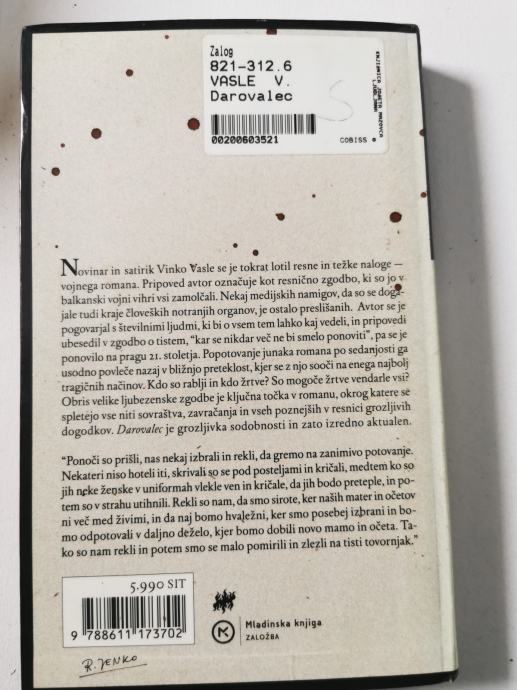 Zalog
821-312.6
VASLE V.
Darovalec
00200603521
COBISS
KNJIŽNICA JOŽETA MAZOVCA
LJUBLJANA
Novinar in satirik Vinko Vasle se je tokrat lotil resne in težke naloge —
vojnega romana. Pripoved avtor označuje kot resnično zgodbo, ki so jo v
balkanski vojni vihri vsi zamolčali. Nekaj medijskih namigov, da so se doga-
jale tudi kraje človeških notranjih organov, je ostalo preslišanih. Avtor se je
pogovarjal s številnimi ljudmi, ki bi o vsem tem lahko kaj vedeli, in pripovedi
ubesedil v zgodbo o tistem, "kar se nikdar več ne bi smelo ponoviti", pa se je
ponovilo na pragu 21. stoletja. Popotovanje junaka romana po sedanjosti ga
usodno povleče nazaj v bližnjo preteklost, kjer se z njo sooči na enega najbolj
tragičnih načinov. Kdo so rablji in kdo žrtve? So mogoče žrtve vendarle vsi?
Obris velike ljubezenske zgodbe je ključna točka v romanu, okrog katere se
spletejo vse niti sovraštva, zavračanja in vseh poznejših v resnici grozljivih
dogodkov. Darovalec je grozljivka sodobnosti in zato izredno aktualen.
"Ponoči so prišli, nas nekaj izbrali in rekli, da gremo na zanimivo potovanje.
Nekateri niso hoteli iti, skrivali so se pod posteljami in kričali, medtem ko so
jih neke ženske v uniformah vlekle ven in kričale, da jih bodo preteple, in po-
tem so v strahu utihnili. Rekli so nam, da smo sirote, ker naših mater in očetov
ni več med živimi, in da naj bomo hvaležni, ker smo posebej izbrani in bo-
mo odpotovali v daljno deželo, kjer bomo dobili novo mamo in očeta. Ta-
ko so nam rekli in potem smo se malo pomirili in zlezli na tisti tovornjak."
5.990 SIT
9 788611 173702
Mladinska knjiga
ZALOŽBA
R. JENKO